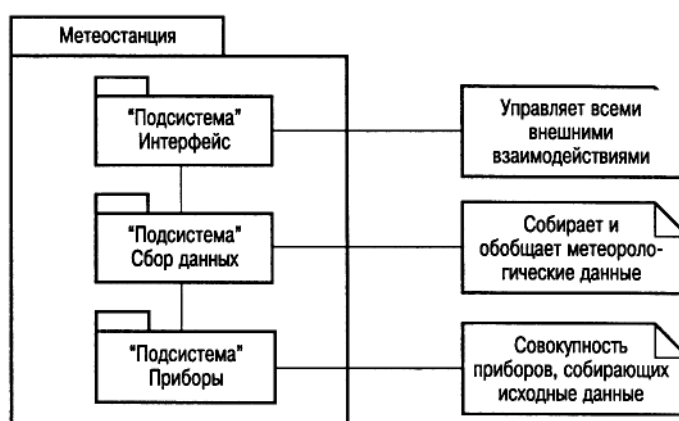 Метеостанция
"Подсистема"
Интерфейс
Управляет всеми
внешними
взаимодействиями
"Подсистема"
Сбор данных
Собирает и
обобщает метеороло-
гические данные
"Подсистема"
Приборы
Совокупность
приборов, собирающих
исходные данные